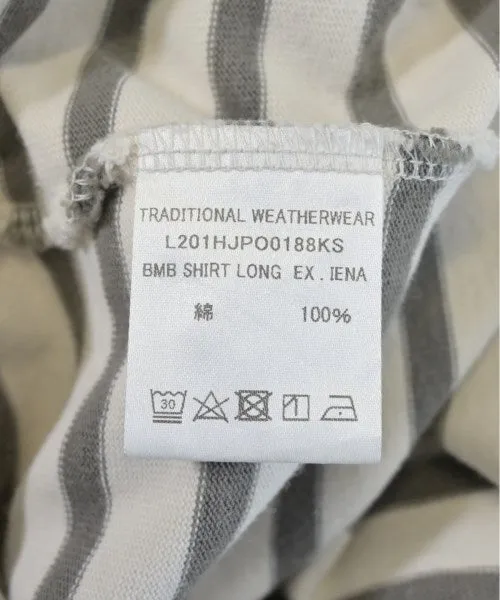 TRADITIONAL WEATHERWEAR
L201HJPO0188KS
BMB SHIRT LONG EX.IENA
綿 100%
30